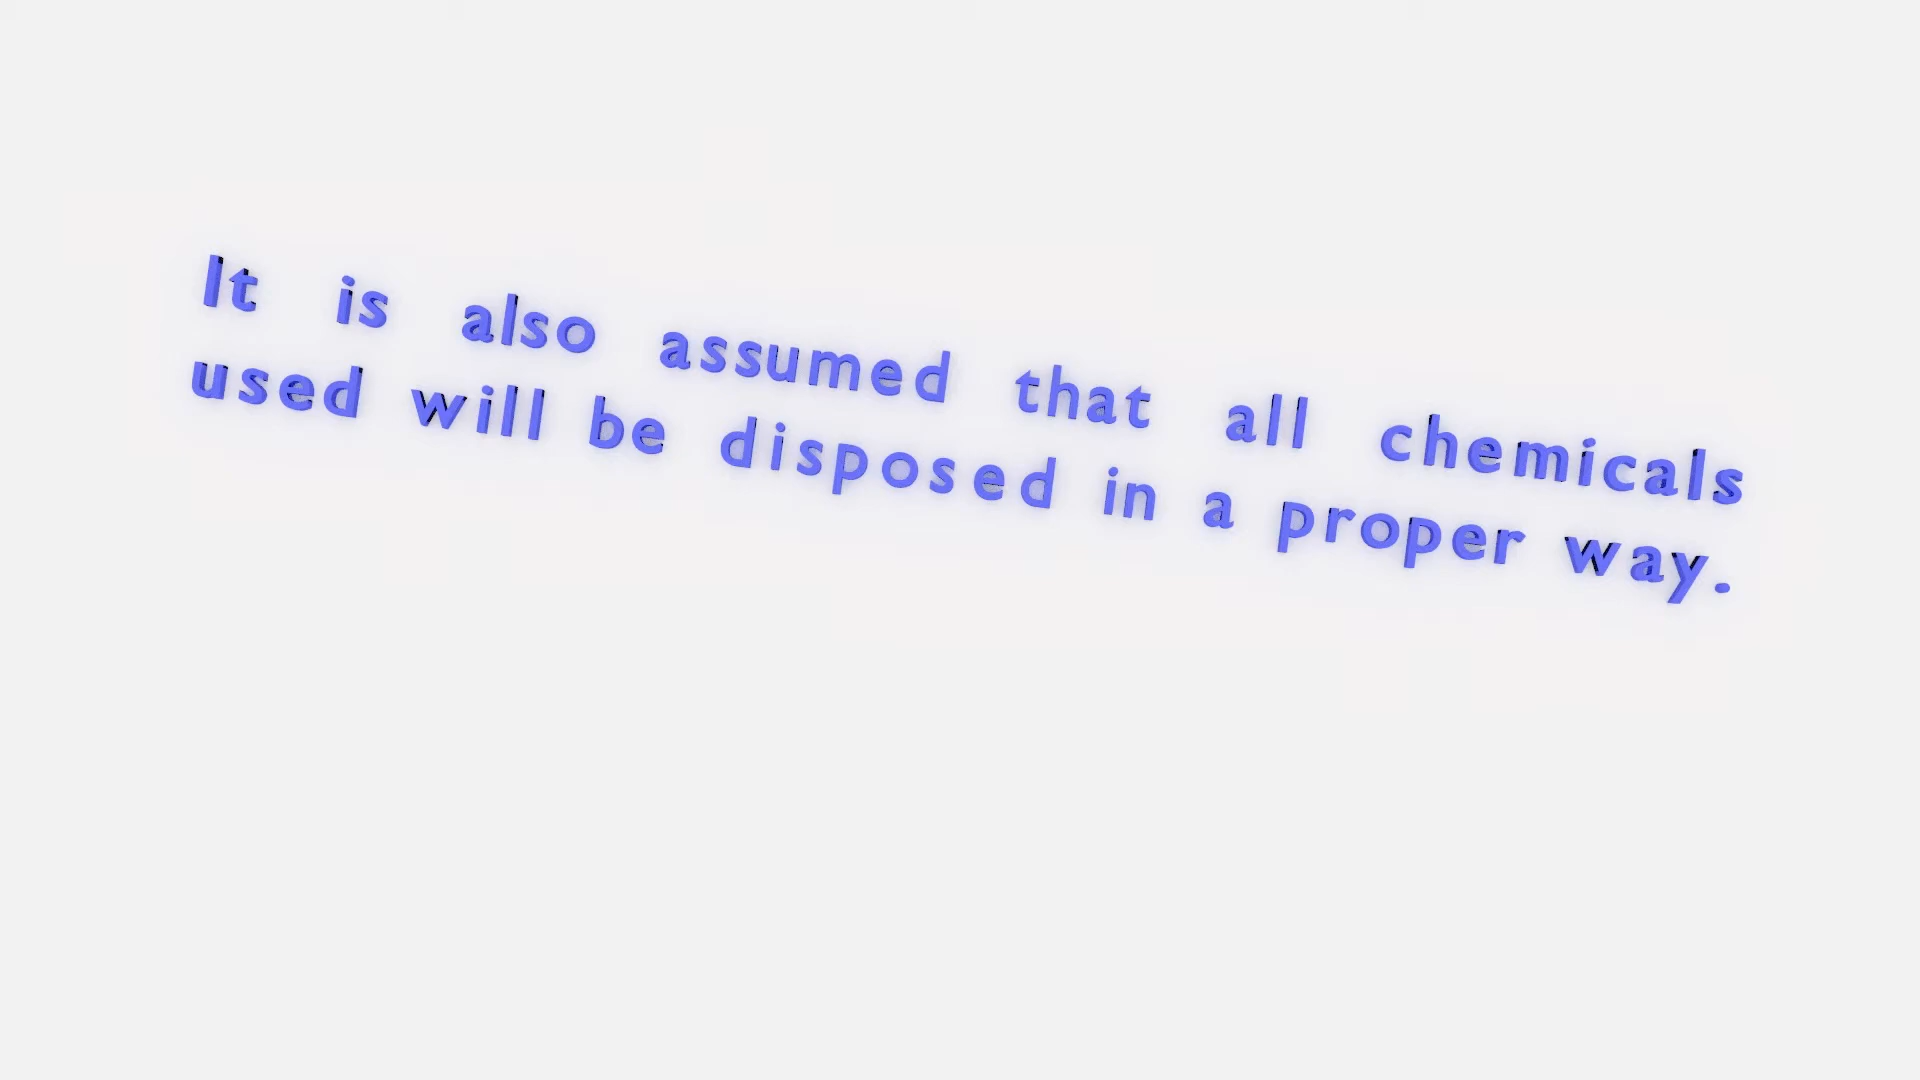 It is also assumed that all chemicals
used will be disposed in a proper way.